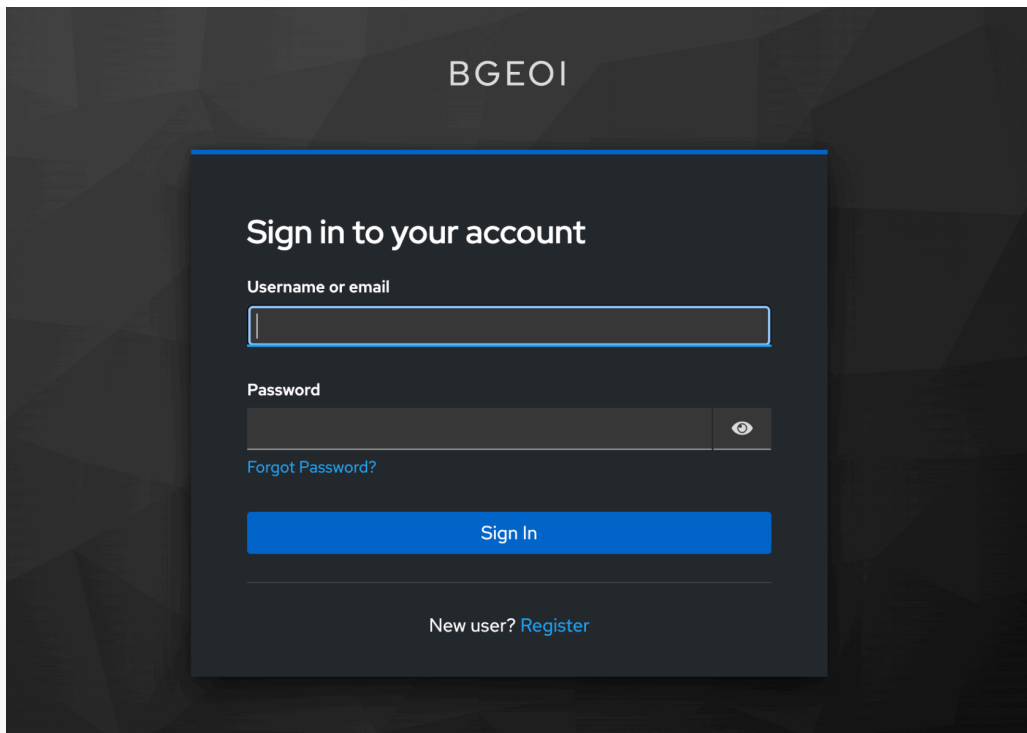 BGEOI
Sign in to your account
Username or email
Password
Forgot Password?
Sign In
New user? Register